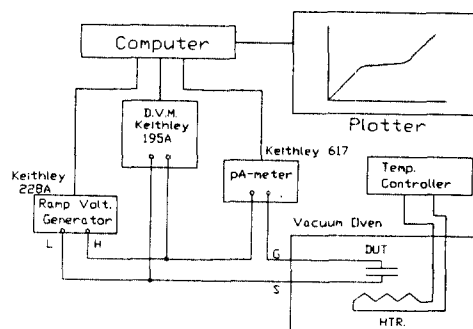 Computer
Plotter
D.V.M.
Keithley
195A
Keithley 617
pA-meter
Temp.
Controller
Keithley
228A
Ramp Volt.
Generator
L
H
Vacuum Oven
G
DUT
S
HTR.